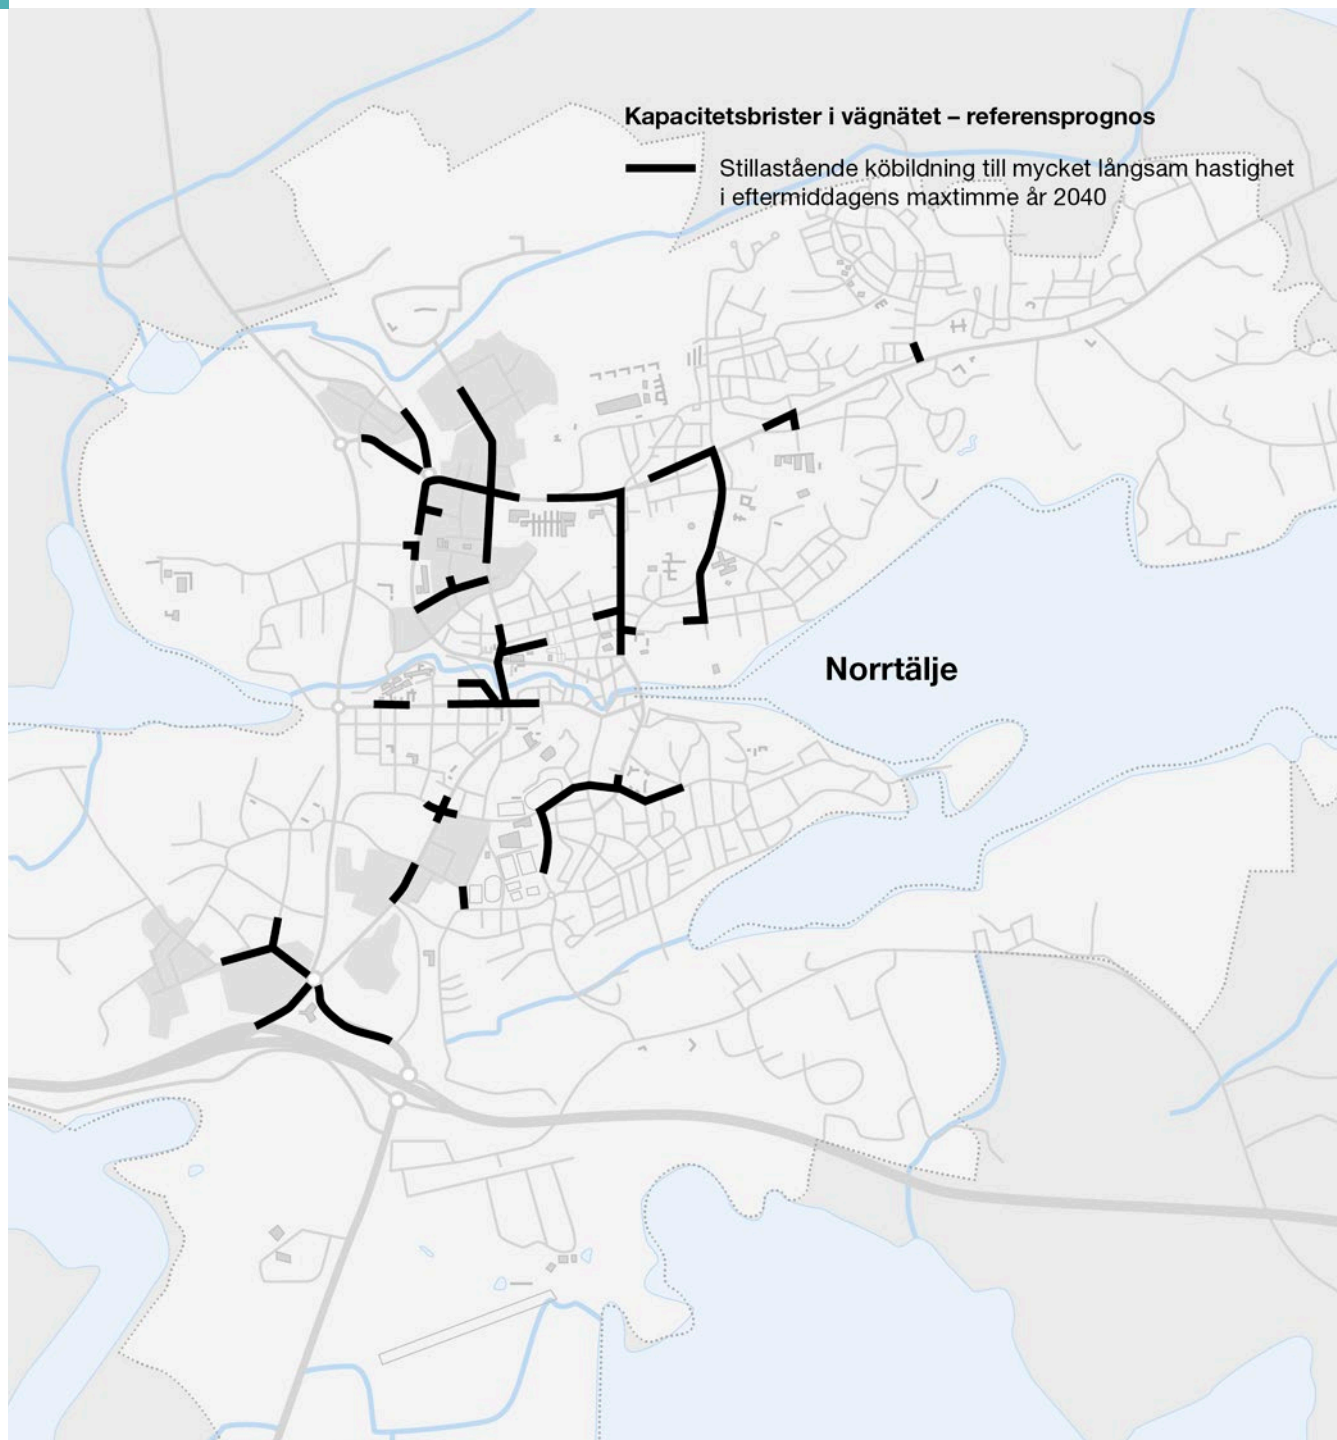 Kapacitetsbrister i vägnätet – referensprognos
Stillastående köbildning till mycket långsam hastighet
i eftermiddagens maxtimme år 2040
Norrtälje